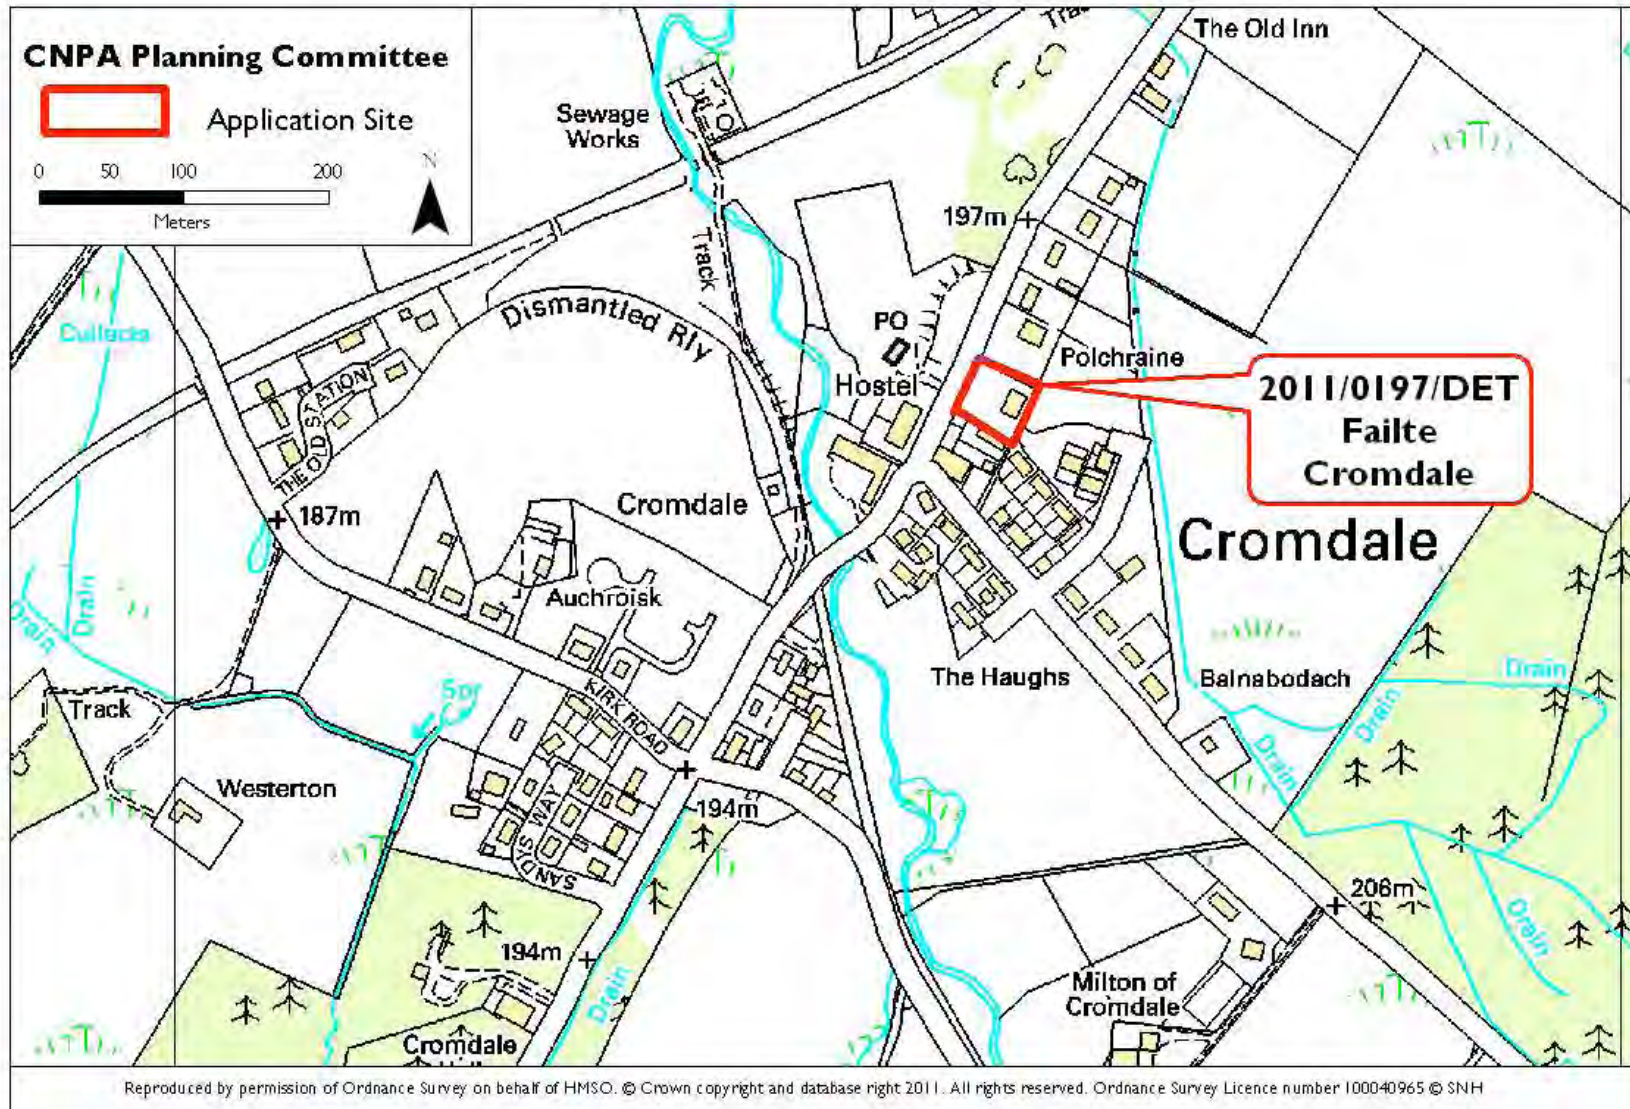 CNPA Planning Committee
Application Site
0 50 100 200
Meters
N
The Old Inn
Sewage
Works
Track
197m
PO
Dismantled Rly
Polchraine
Hostel
2011/0197/DET
Failte
Cromdale
THE OLD STATION
187m
Cromdale
Cromdale
Drain
Drain
Auchroisk
The Haughs
Balnabodach
Drain
Drain
Drain
KIRK ROAD
Spr
Track
Westerton
SANDY'S WAY
194m
206m
Drain
194m
Drain
Milton of
Cromdale
Cromdale
Reproduced by permission of Ordnance Survey on behalf of HMSO. © Crown copyright and database right 2011. All rights reserved. Ordnance Survey Licence number 100040965 © SNH